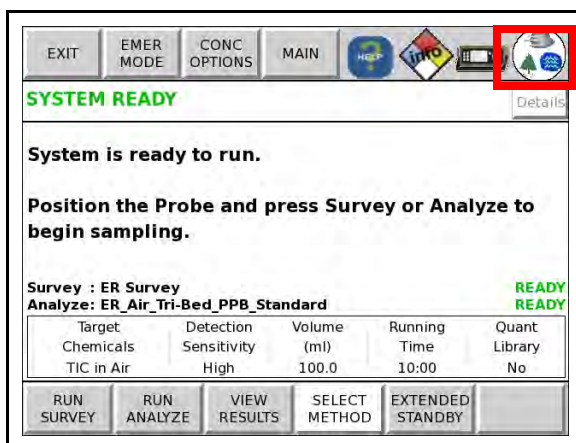 EXIT EMER MODE CONC OPTIONS MAIN HELP info
SYSTEM READY Details
System is ready to run.
Position the Probe and press Survey or Analyze to
begin sampling.
Survey : ER Survey READY
Analyze: ER_Air_Tri-Bed_PPB_Standard READY
Target Detection Volume Running Quant
Chemicals Sensitivity (ml) Time Library
TIC in Air High 100.0 10:00 No
RUN RUN VIEW SELECT EXTENDED
SURVEY ANALYZE RESULTS METHOD STANDBY